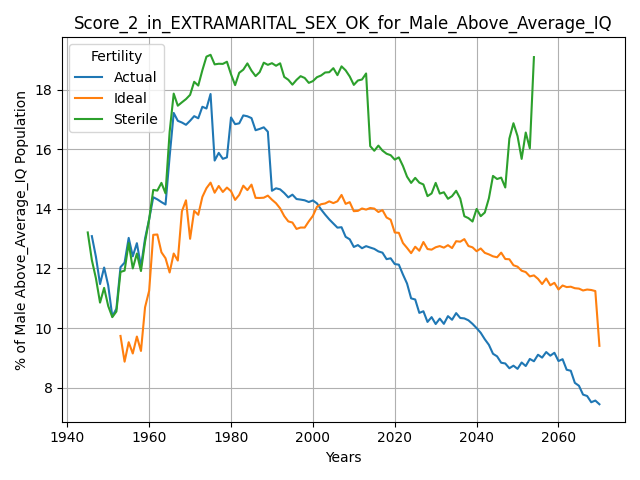 Score_2_in_EXTRAMARITAL_SEX_OK_for_Male_Above_Average_IQ
Fertility
Actual
Ideal
Sterile
% of Male Above_Average_IQ Population
18
16
14
12
10
8
1940 1960 1980 2000 2020 2040 2060
Years